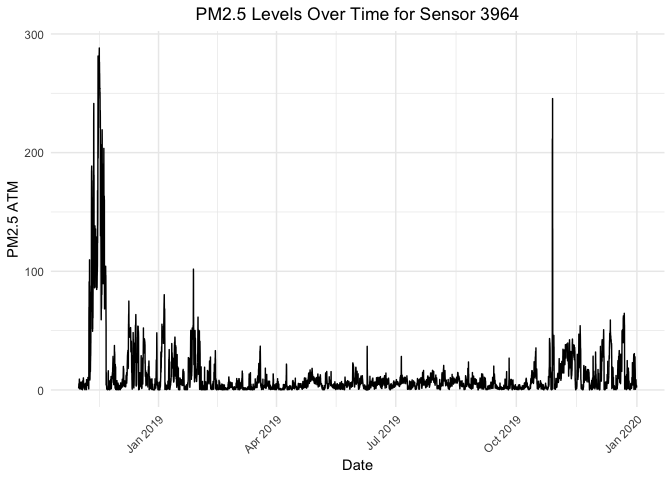 PM2.5 Levels Over Time for Sensor 3964
PM2.5 ATM
300
200
100
0
Jan 2019
Apr 2019
Jul 2019
Oct 2019
Jan 2020
Date